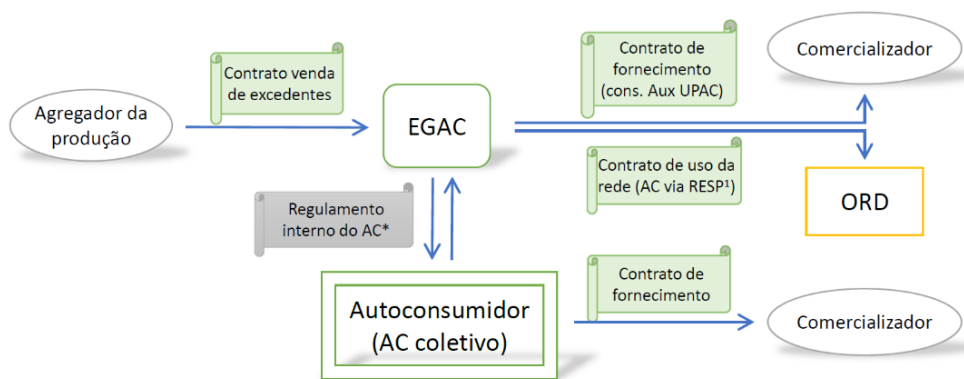 Contrato venda
de excedentes
Contrato de
fornecimento
(cons. Aux UPAC)
Comercializador
Agregador da
produção
EGAC
Contrato de uso da
rede (AC via RESP¹)
ORD
Regulamento
interno do AC*
Contrato de
fornecimento
Autoconsumidor
(AC coletivo)
Comercializador